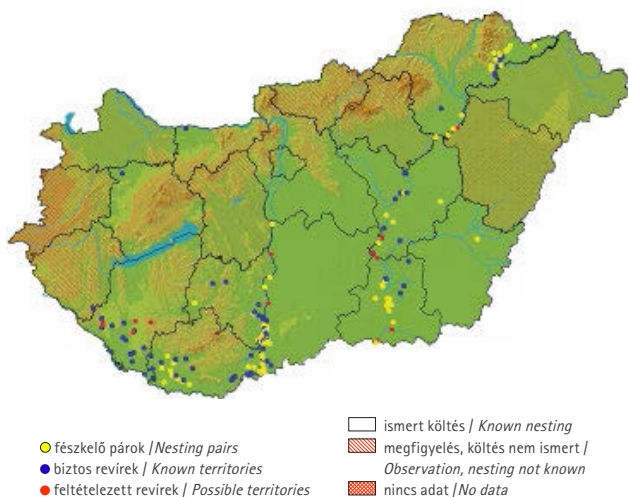 fészkelő párok / Nesting pairs
biztos revírek / Known territories
feltételezett revírek / Possible territories
ismert költés / Known nesting
megfigyelés, költés nem ismert /
Observation, nesting not known
nincs adat / No data